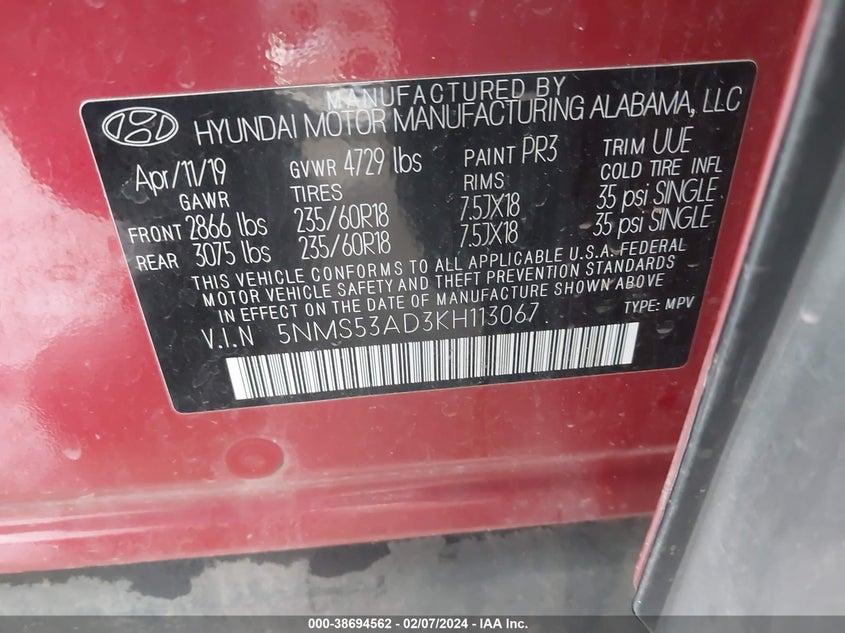 MANUFACTURED BY
HYUNDAI MOTOR MANUFACTURING ALABAMA, LLC
Apr/11/19 GVWR 4729 lbs PAINT PR3 TRIM UUE
GAWR TIRES RIMS COLD TIRE INFL
FRONT 2866 lbs 235/60R18 7.5JX18 35 psi SINGLE
REAR 3075 lbs 235/60R18 7.5JX18 35 psi SINGLE
THIS VEHICLE CONFORMS TO ALL APPLICABLE U.S.A. FEDERAL
MOTOR VEHICLE SAFETY AND THEFT PREVENTION STANDARDS
IN EFFECT ON THE DATE OF MANUFACTURE SHOWN ABOVE
V.I.N 5NMS53AD3KH113067 TYPE: MPV
000-38694562 - 02/07/2024 - IAA Inc.